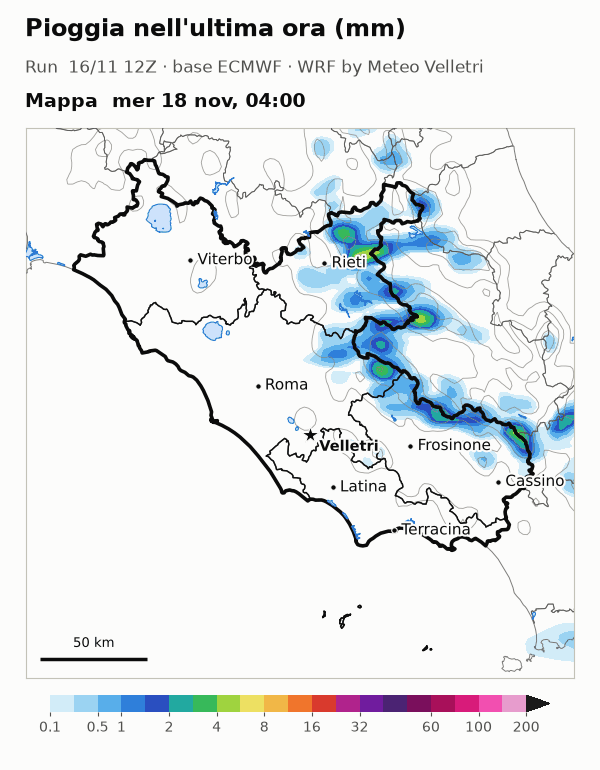 Pioggia nell'ultima ora (mm)
Run 16/11 12Z · base ECMWF · WRF by Meteo Velletri
Mappa mer 18 nov, 04:00
Viterbo
Rieti
Roma
Velletri
Frosinone
Latina
Cassino
Terracina
50 km
0.1 0.5 1 2 4 8 16 32 60 100 200